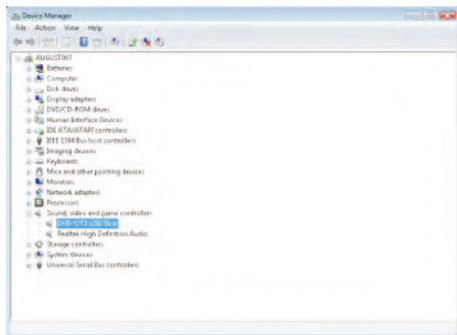 Device Manager
File Action View Help
AUGUST007
Batteries
Computer
Disk drives
Display adapters
DVD/CD-ROM drives
Human Interface Devices
IDE ATA/ATAPI controllers
IEEE 1394 Bus host controllers
Imaging devices
Keyboards
Mice and other pointing devices
Monitors
Network adapters
Processors
Sound, video and game controllers
Realtek High Definition Audio
Storage controllers
System devices
Universal Serial Bus controllers